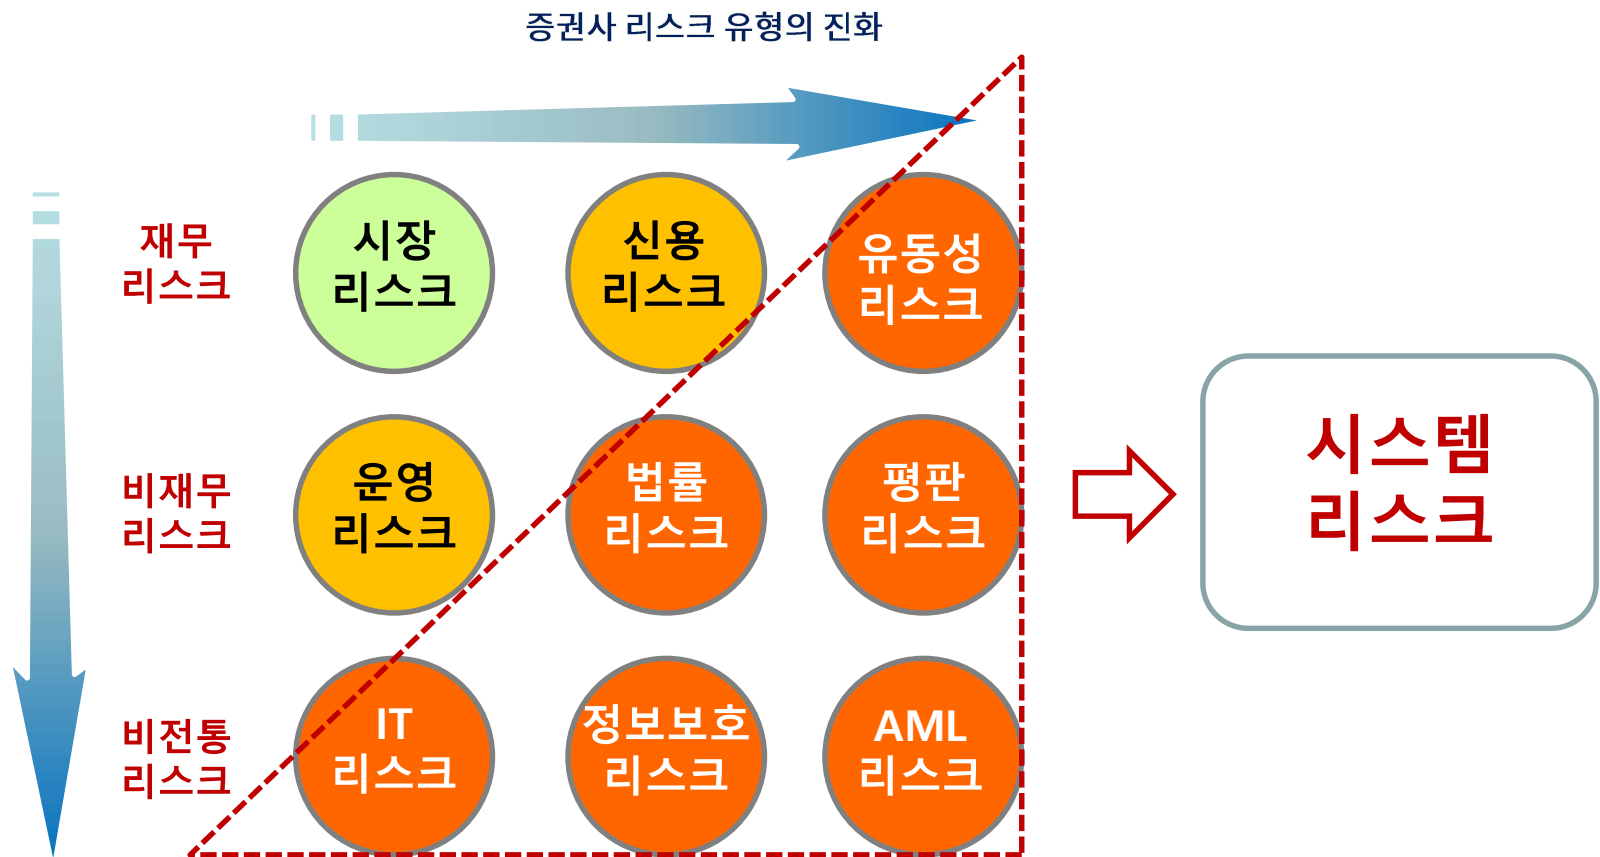 증권사 리스크 유형의 진화
재무
리스크
시장
리스크
신용
리스크
유동성
리스크
비재무
리스크
운영
리스크
법률
리스크
평판
리스크
시스템
리스크
비전통
리스크
IT
리스크
정보보호
리스크
AML
리스크